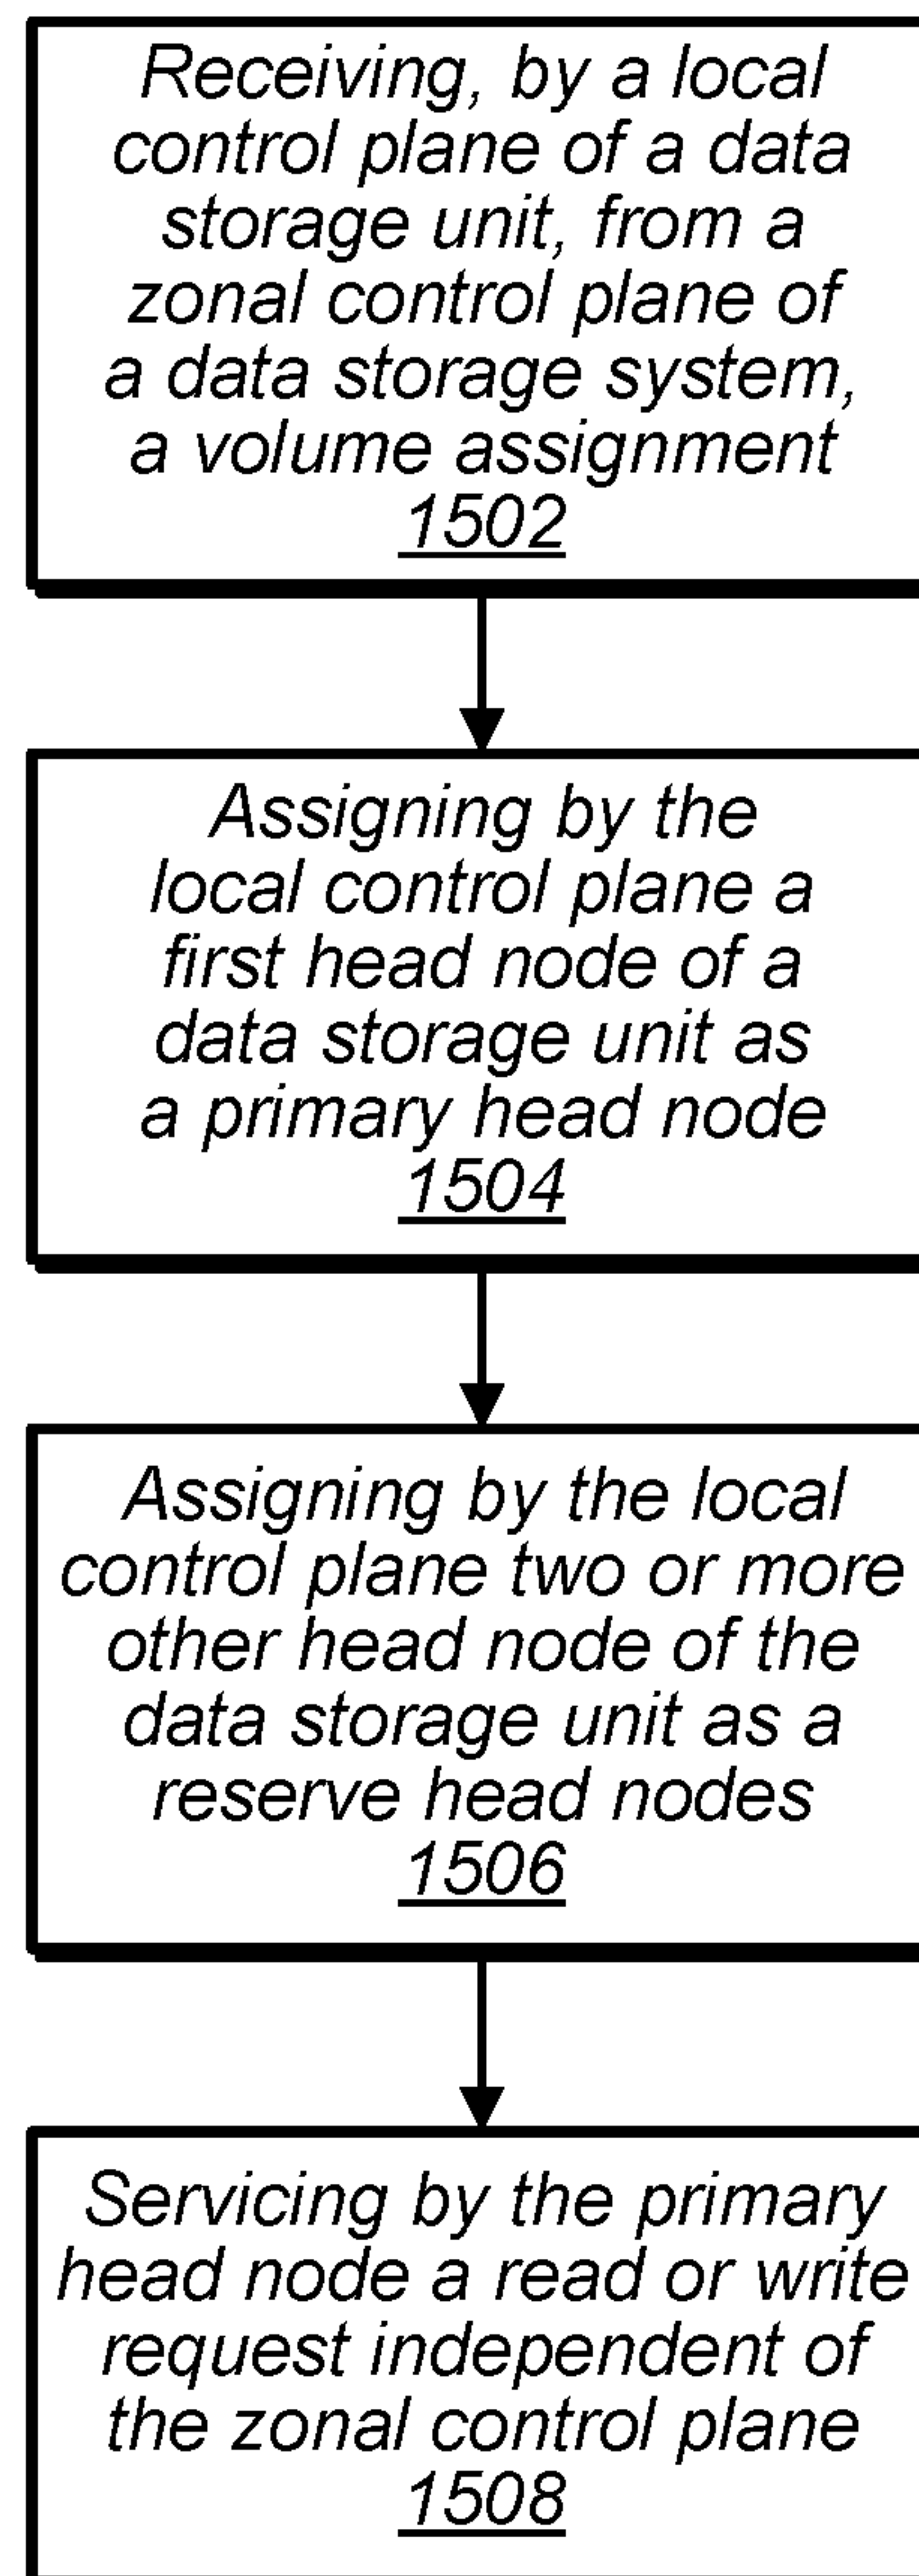 Receiving, by a local
control plane of a data
storage unit, from a
zonal control plane of
a data storage system,
a volume assignment
1502
Assigning by the
local control plane a
first head node of a
data storage unit as
a primary head node
1504
Assigning by the local
control plane two or more
other head node of the
data storage unit as a
reserve head nodes
1506
Servicing by the primary
head node a read or write
request independent of
the zonal control plane
1508